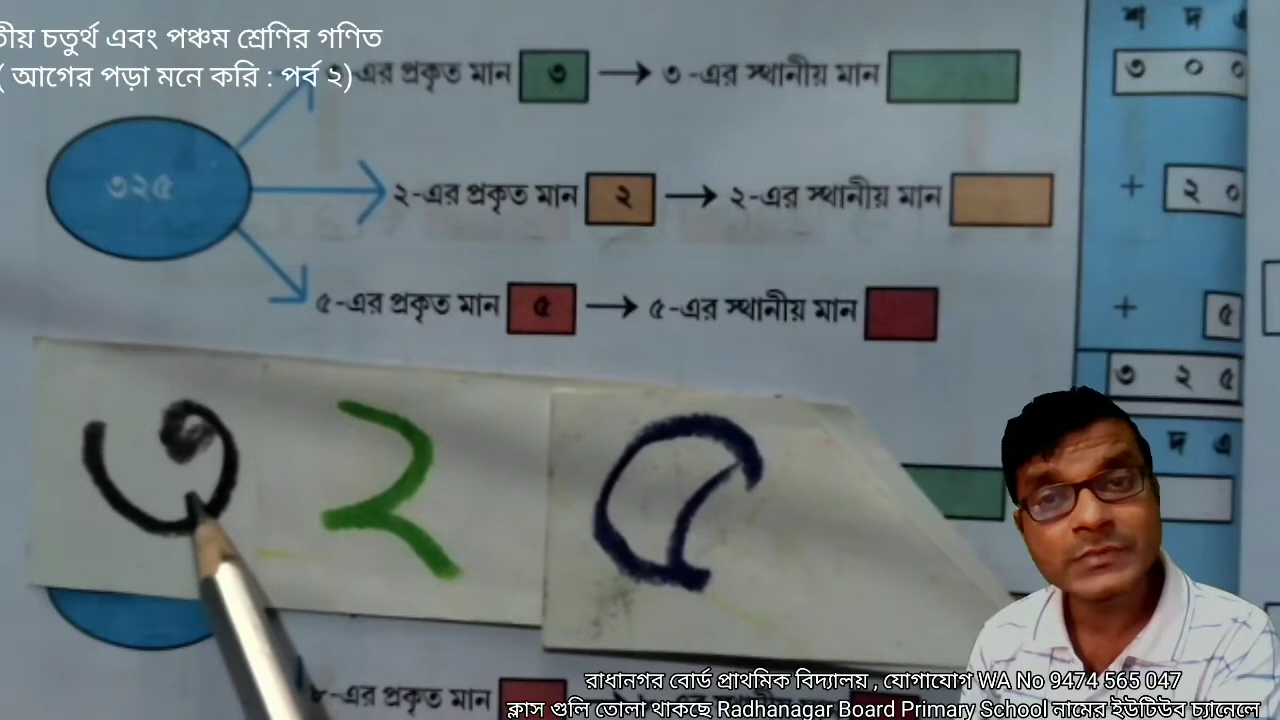 তীয় চতুর্থ এবং পঞ্চম শ্রেণির গণিত
( আগের পড়া মনে করি : পর্ব ২)
এর প্রকৃত মান ৩ → ৩ -এর স্থানীয় মান
৩২৫
২-এর প্রকৃত মান ২ → ২-এর স্থানীয় মান
৫-এর প্রকৃত মান ৫ → ৫-এর স্থানীয় মান
শ দ এ
৩ ০ ০
+ ২ ০
+ ৫
৩ ২ ৫
দ এ
৩ ২ ৫
৮-এর প্রকৃত মান
রাধানগর বোর্ড প্রাথমিক বিদ্যালয় , যোগাযোগ WA No 9474 565 047
ক্লাস গুলি তোলা থাকছে Radhanagar Board Primary School নামের ইউটিউব চ্যানেলে